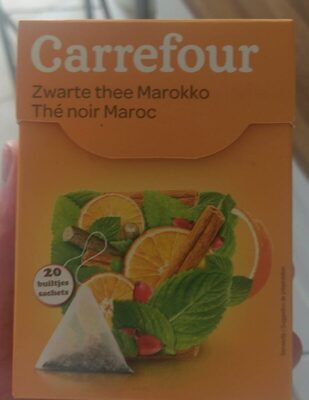 Carrefour
Zwarte thee Marokko
Thé noir Maroc
20
builtjes
sachets